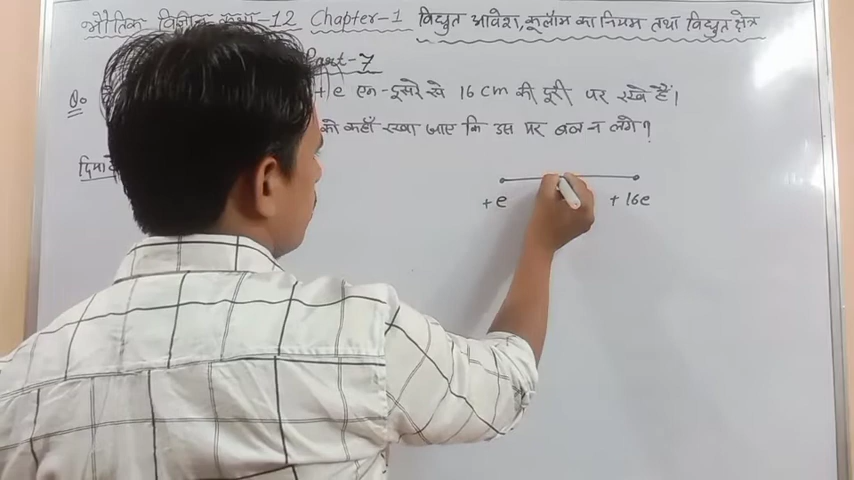 भौतिक विज्ञान कक्षा-12 Chapter-1 विद्युत आवेश, कूलॉम का नियम तथा विद्युत क्षेत्र
Part-7
Q. e एक-दूसरे से 16 cm की दूरी पर रखे हैं।
को कहाँ रखा जाए कि उस पर बल न लगे?
+e +16e